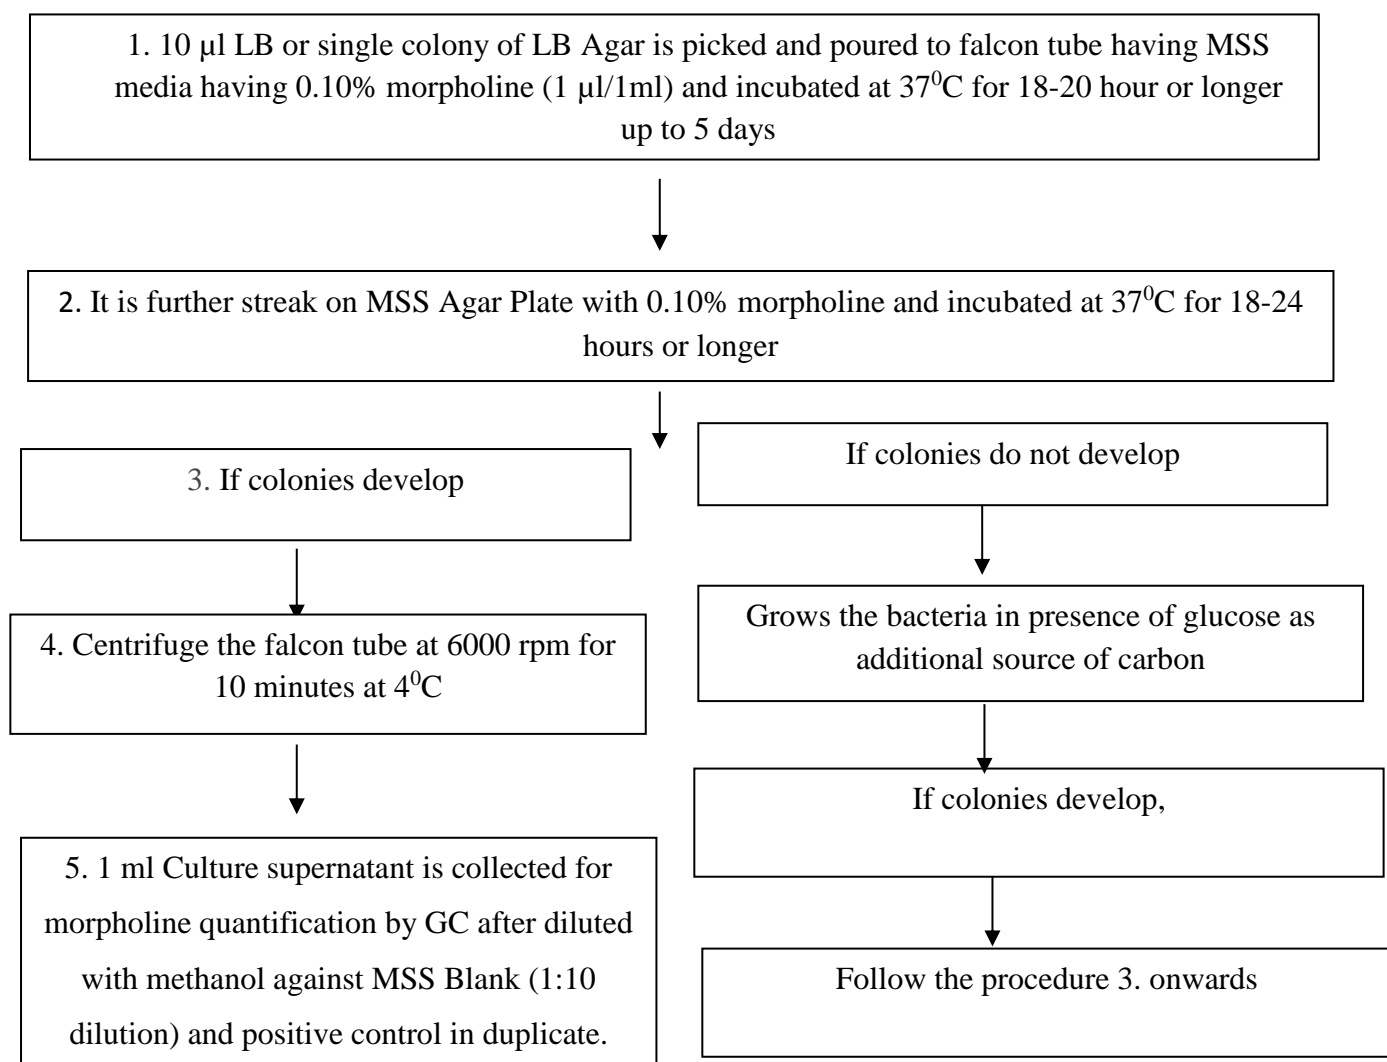 1. 10 µl LB or single colony of LB Agar is picked and poured to falcon tube having MSS
media having 0.10% morpholine (1 µl/1ml) and incubated at 37⁰C for 18-20 hour or longer
up to 5 days
2. It is further streak on MSS Agar Plate with 0.10% morpholine and incubated at 37⁰C for 18-24
hours or longer
3. If colonies develop
4. Centrifuge the falcon tube at 6000 rpm for
10 minutes at 4⁰C
5. 1 ml Culture supernatant is collected for
morpholine quantification by GC after diluted
with methanol against MSS Blank (1:10
dilution) and positive control in duplicate.
If colonies do not develop
Grows the bacteria in presence of glucose as
additional source of carbon
If colonies develop,
Follow the procedure 3. onwards